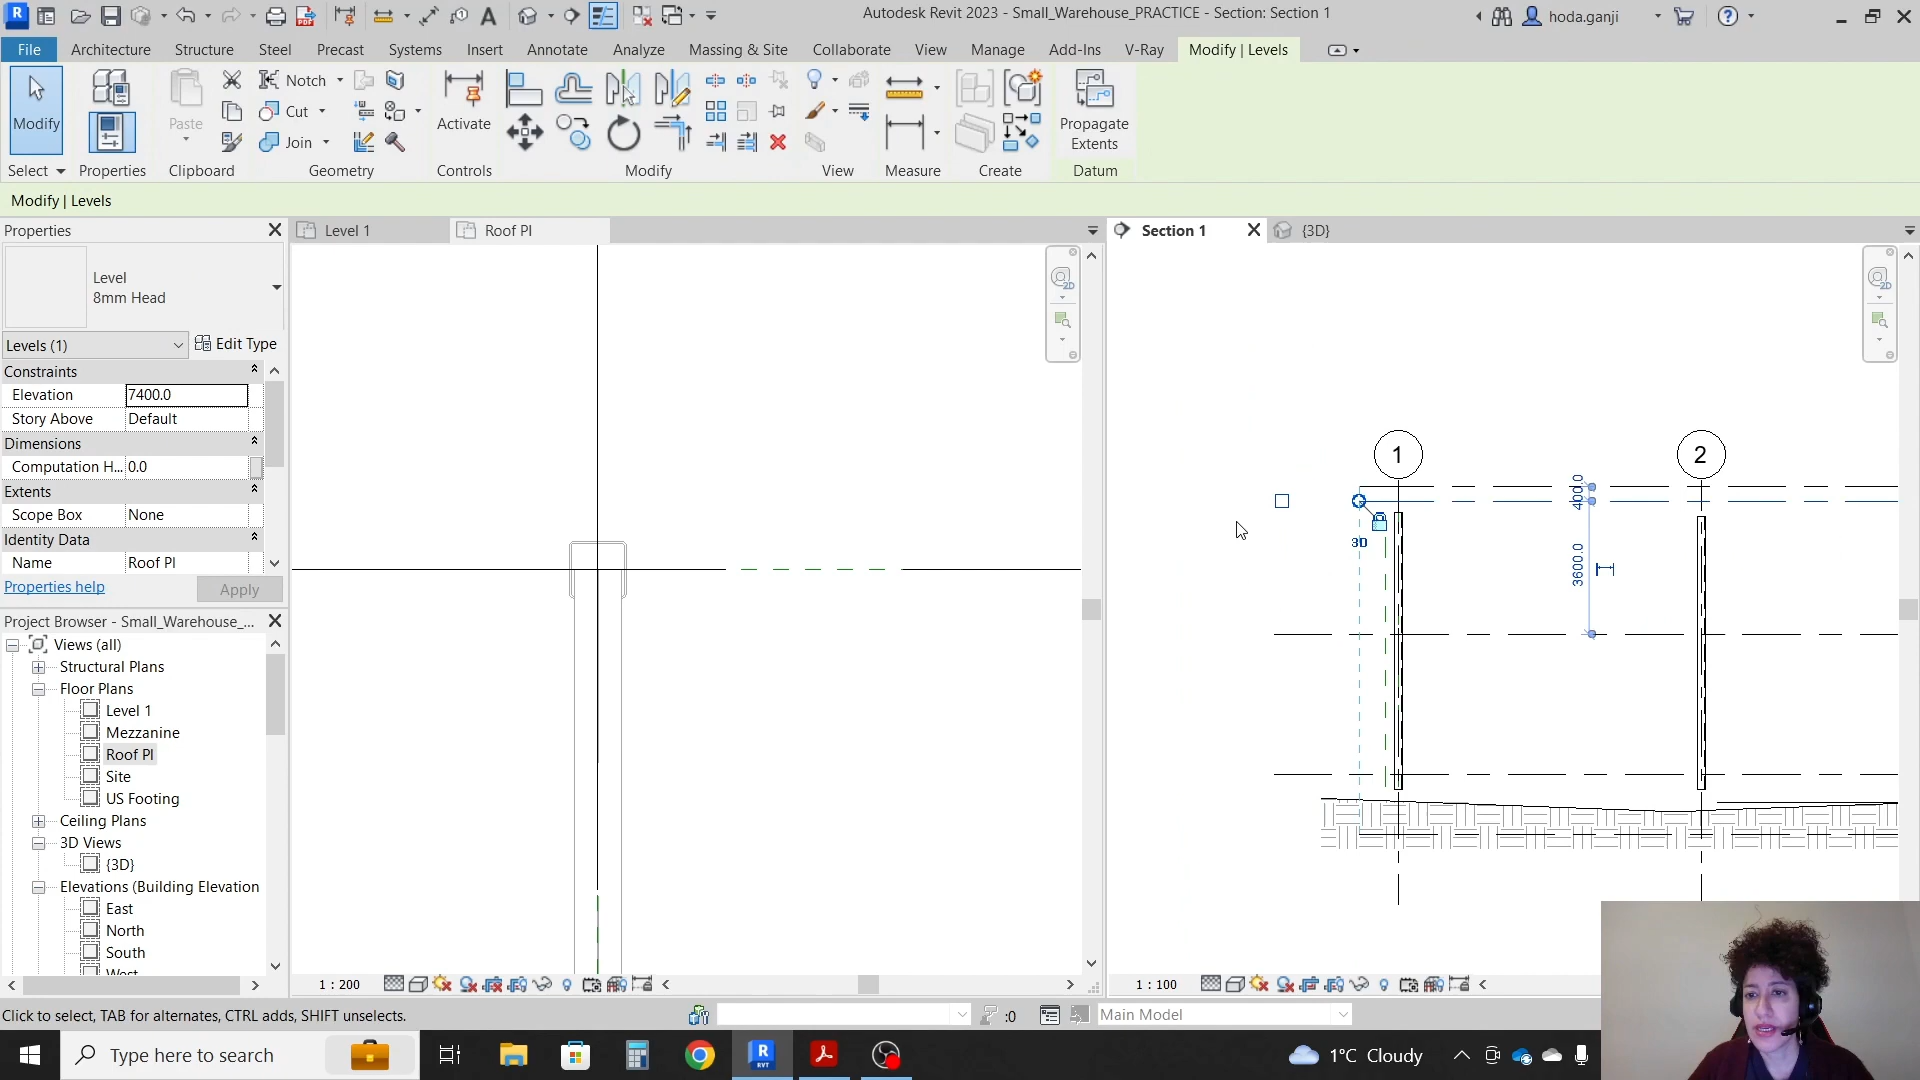 Autodesk Revit 2023 - Small_Warehouse_PRACTICE - Section: Section 1
hoda.ganji
File
Architecture
Structure
Steel
Precast
Systems
Insert
Annotate
Analyze
Massing & Site
Collaborate
View
Manage
Add-Ins
V-Ray
Modify | Levels
Modify
Paste
Notch
Cut
Join
Activate
Propagate
Extents
Select
Properties
Clipboard
Geometry
Controls
Modify
View
Measure
Create
Datum
Modify | Levels
Properties
Level
8mm Head
Levels (1)
Edit Type
Constraints
Elevation 7400.0
Story Above Default
Dimensions
Computation H... 0.0
Extents
Scope Box None
Identity Data
Name Roof Pl
Properties help
Apply
Project Browser - Small_Warehouse_...
Views (all)
Structural Plans
Floor Plans
Level 1
Mezzanine
Roof Pl
Site
US Footing
Ceiling Plans
3D Views
{3D}
Elevations (Building Elevation
East
North
South
West
Level 1
Roof Pl
2D
1 : 200
Section 1
{3D}
2D
1
2
400.0
3600.0
3D
1 : 100
Click to select, TAB for alternates, CTRL adds, SHIFT unselects.
:0
Main Model
Type here to search
1°C Cloudy